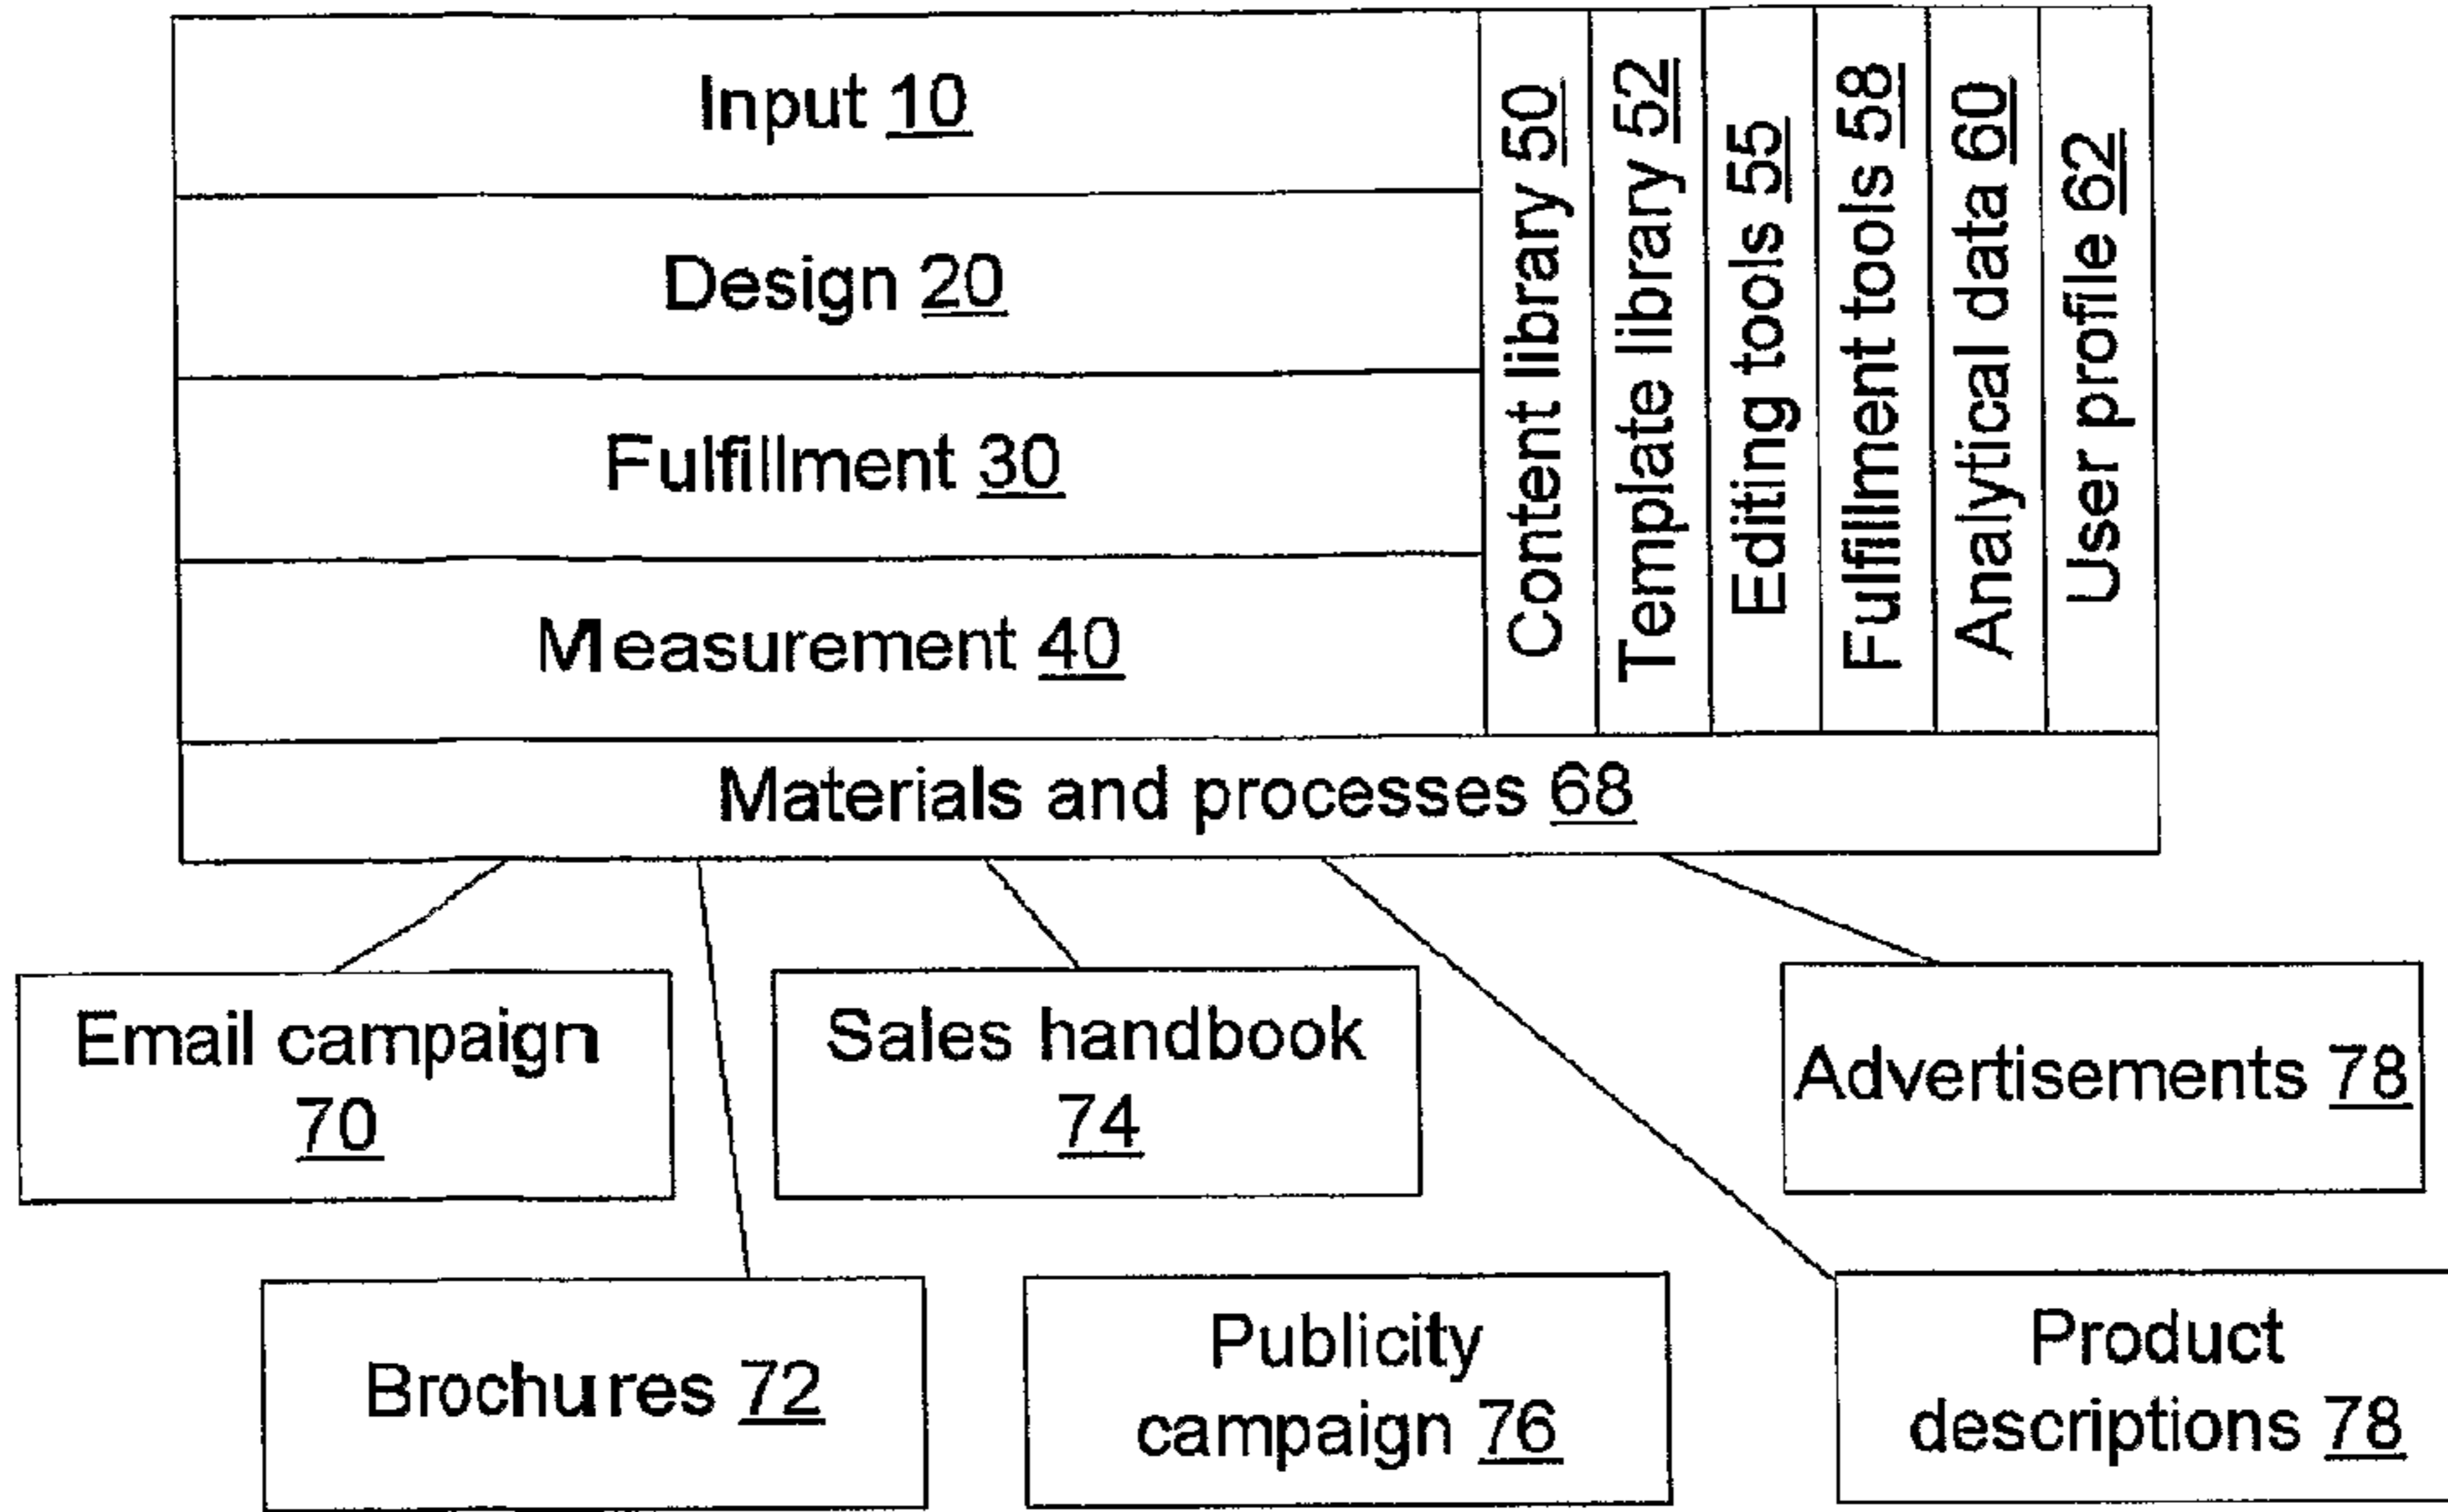 Input 10
Design 20
Fulfillment 30
Measurement 40
Content library 50
Template library 52
Editing tools 55
Fulfillment tools 58
Analytical data 60
User profile 62
Materials and processes 68
Email campaign
70
Sales handbook
74
Advertisements 78
Brochures 72
Publicity
campaign 76
Product
descriptions 78